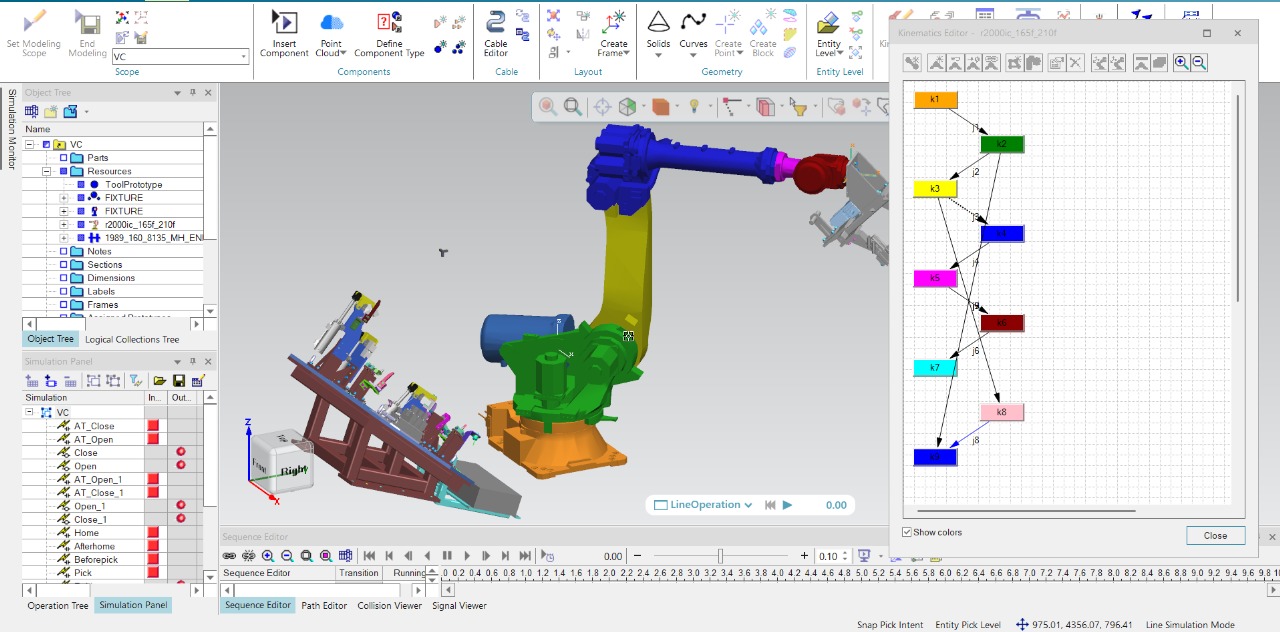 Set Modeling Scope
End Modeling
VC
Scope
Insert Component
Point Cloud
Define Component Type
Components
Cable Editor
Cable
Create Frame
Layout
Solids
Curves
Create Point
Create Block
Geometry
Entity Level
Entity Level
Simulation Monitor
Object Tree
Name
VC
Parts
Resources
ToolPrototype
FIXTURE
FIXTURE
r2000ic_165f_210f
1989_160_8135_MH_EN
Notes
Sections
Dimensions
Labels
Frames
Object Tree
Logical Collections Tree
Simulation Panel
Simulation
In...
Out...
VC
AT_Close
AT_Open
Close
Open
AT_Open_1
AT_Close_1
Open_1
Close_1
Home
Afterhome
Beforepick
Pick
Operation Tree
Simulation Panel
Z
X
Front
Right
LineOperation
0.00
Kinematics Editor - r2000ic_165f_210f
k1
k2
j2
k3
k5
k7
j6
k8
j8
Show colors
Close
Sequence Editor
0.00
0.10
Sequence Editor
Transition
Running
0 0.2 0.4 0.6 0.8 1.0 1.2 1.4 1.6 1.8 2.0 2.2 2.4 2.6 2.8 3.0 3.2 3.4 3.6 3.8 4.0 4.2 4.4 4.6 4.8 5.0 5.2 5.4 5.6 5.8 6.0 6.2 6.4 6.6 6.8 7.0 7.2 7.4 7.6 7.8 8.0 8.2 8.4 8.6 8.8 9.0 9.2 9.4 9.6 9.8
Sequence Editor
Path Editor
Collision Viewer
Signal Viewer
Snap Pick Intent
Entity Pick Level
975.01, 4356.07, 796.41
Line Simulation Mode